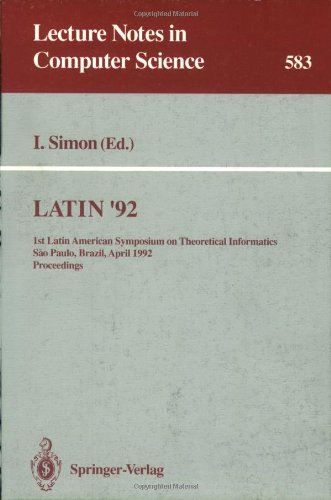 Lecture Notes in
Computer Science
583
I. Simon (Ed.)
LATIN '92
1st Latin American Symposium on Theoretical Informatics
São Paulo, Brazil, April 1992
Proceedings
Springer-Verlag